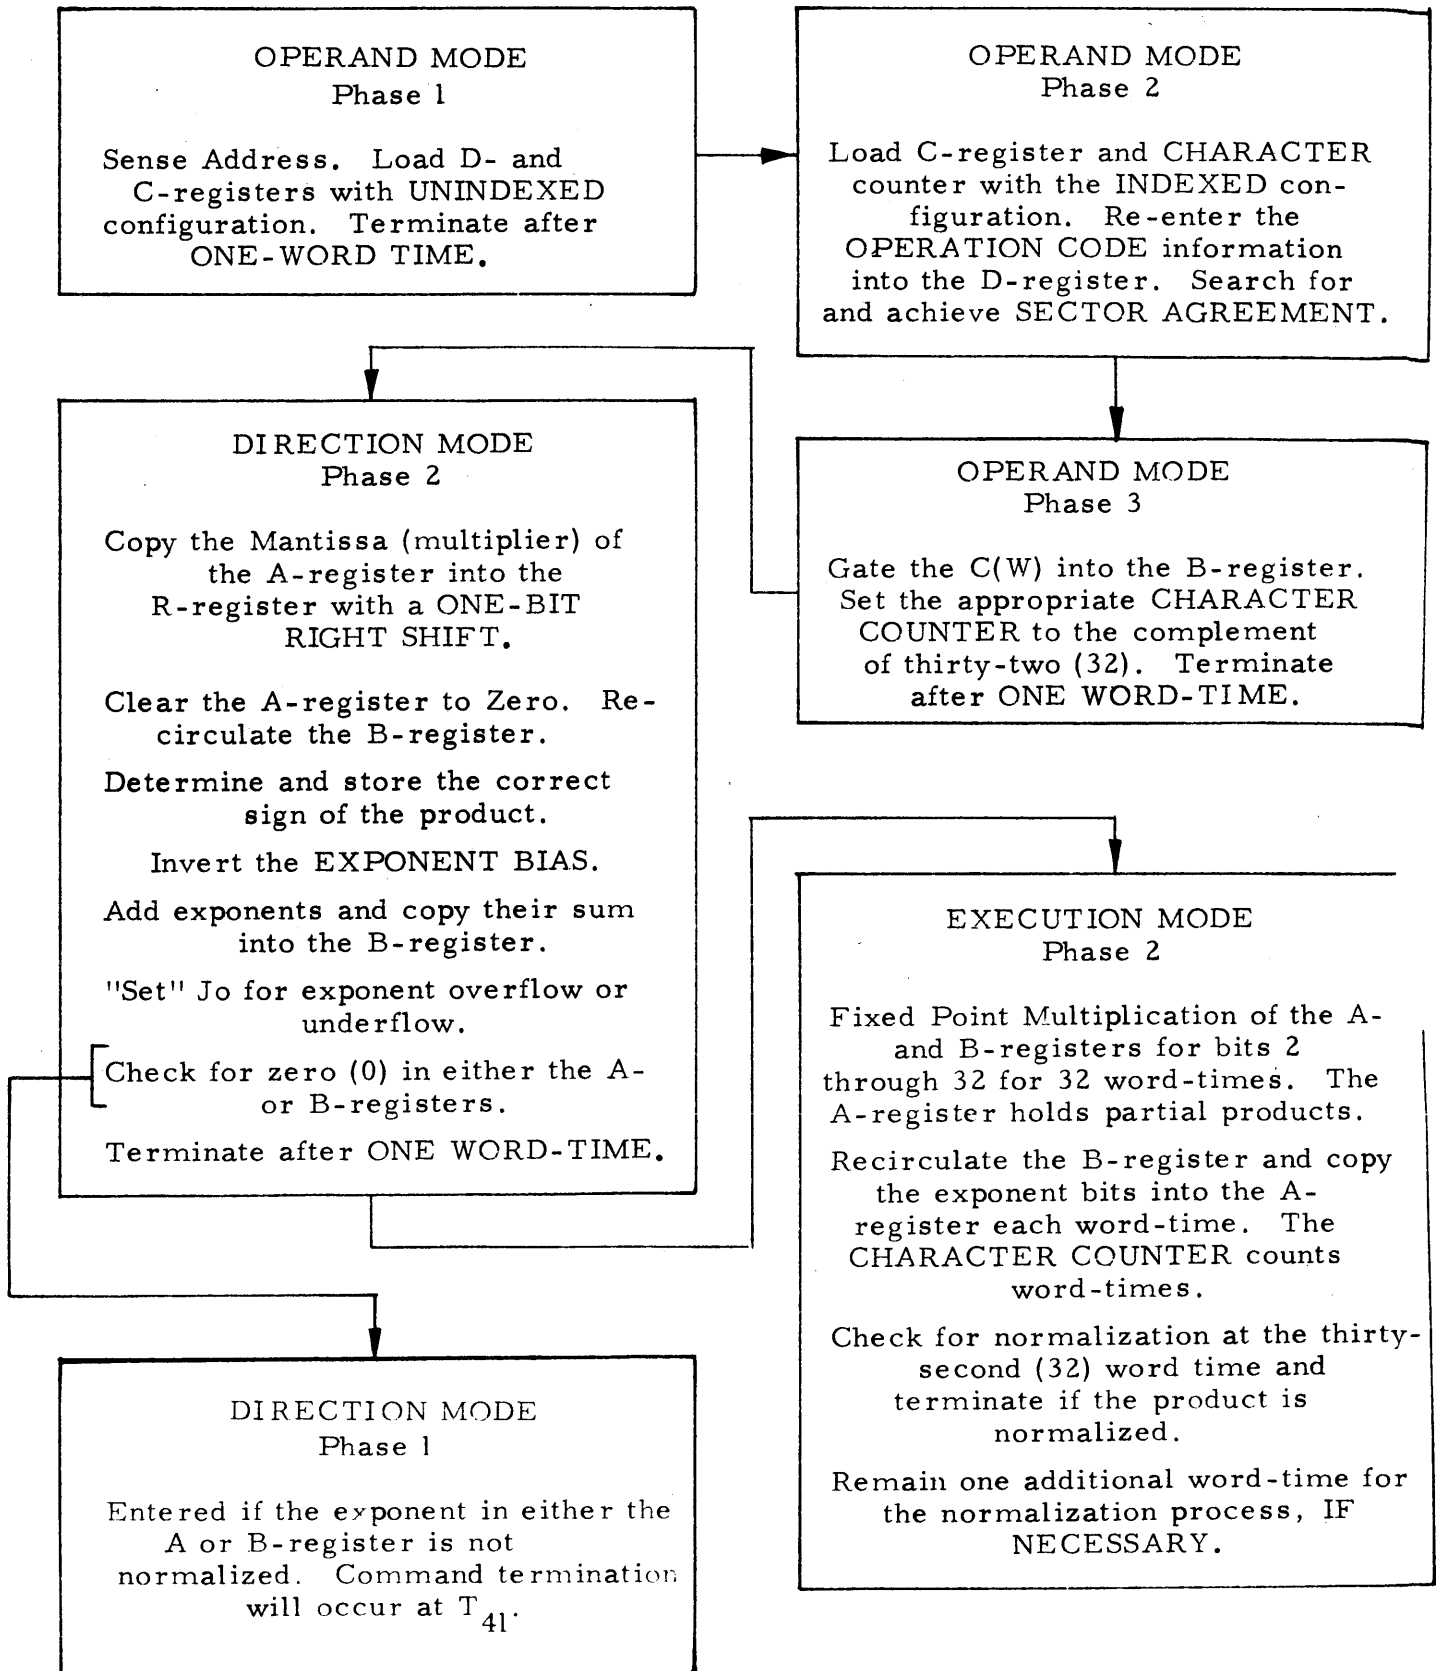 OPERAND MODE
Phase 1
Sense Address. Load D- and
C-registers with UNINDEXED
configuration. Terminate after
ONE-WORD TIME.
OPERAND MODE
Phase 2
Load C-register and CHARACTER
counter with the INDEXED con-
figuration. Re-enter the
OPERATION CODE information
into the D-register. Search for
and achieve SECTOR AGREEMENT.
OPERAND MODE
Phase 3
Gate the C(W) into the B-register.
Set the appropriate CHARACTER
COUNTER to the complement
of thirty-two (32). Terminate
after ONE WORD-TIME.
DIRECTION MODE
Phase 2
Copy the Mantissa (multiplier) of
the A-register into the
R-register with a ONE-BIT
RIGHT SHIFT.
Clear the A-register to Zero. Re-
circulate the B-register.
Determine and store the correct
sign of the product.
Invert the EXPONENT BIAS.
Add exponents and copy their sum
into the B-register.
"Set" Jo for exponent overflow or
underflow.
Check for zero (0) in either the A-
or B-registers.
Terminate after ONE WORD-TIME.
EXECUTION MODE
Phase 2
Fixed Point Multiplication of the A-
and B-registers for bits 2
through 32 for 32 word-times. The
A-register holds partial products.
Recirculate the B-register and copy
the exponent bits into the A-
register each word-time. The
CHARACTER COUNTER counts
word-times.
Check for normalization at the thirty-
second (32) word time and
terminate if the product is
normalized.
Remain one additional word-time for
the normalization process, IF
NECESSARY.
DIRECTION MODE
Phase 1
Entered if the exponent in either the
A or B-register is not
normalized. Command termination
will occur at T41.